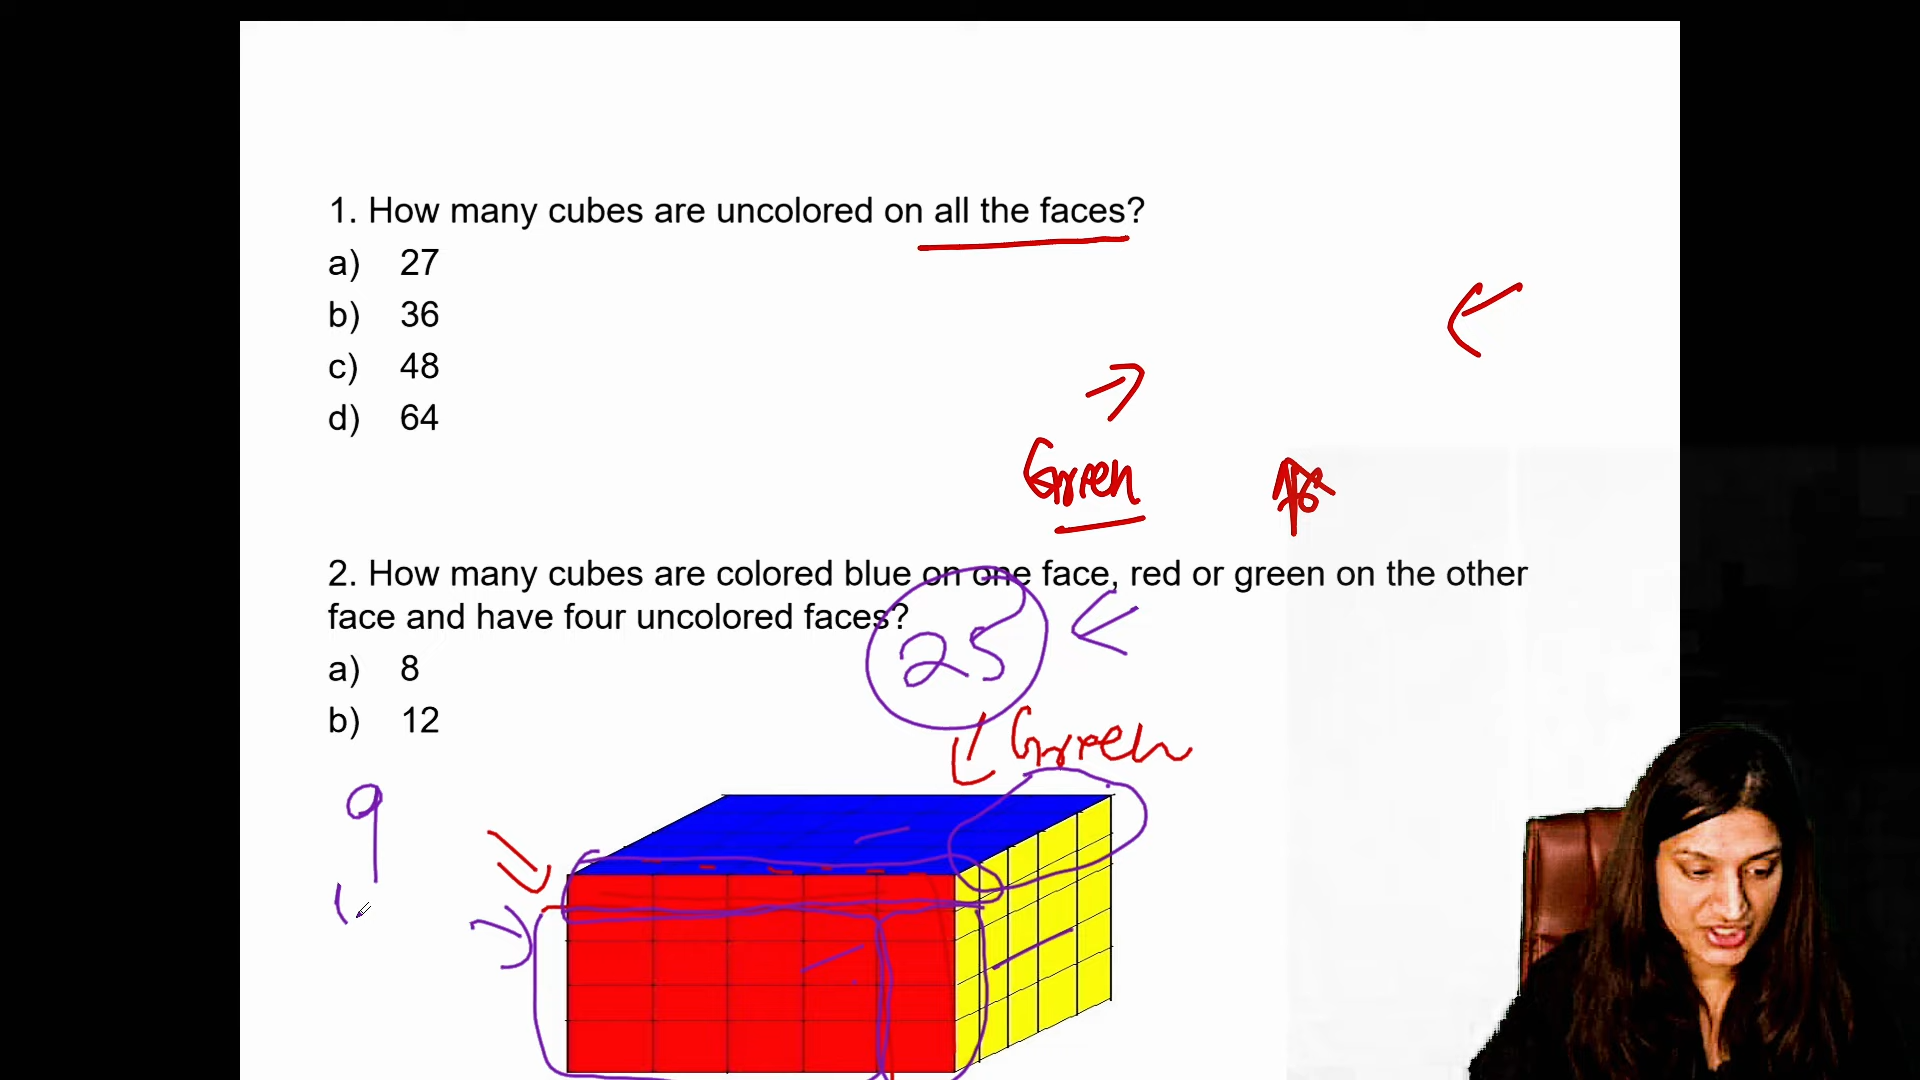 1. How many cubes are uncolored on all the faces?
a) 27
b) 36
c) 48
d) 64
Green
2. How many cubes are colored blue on one face, red or green on the other
face and have four uncolored faces?
25
a) 8
b) 12
Green
9